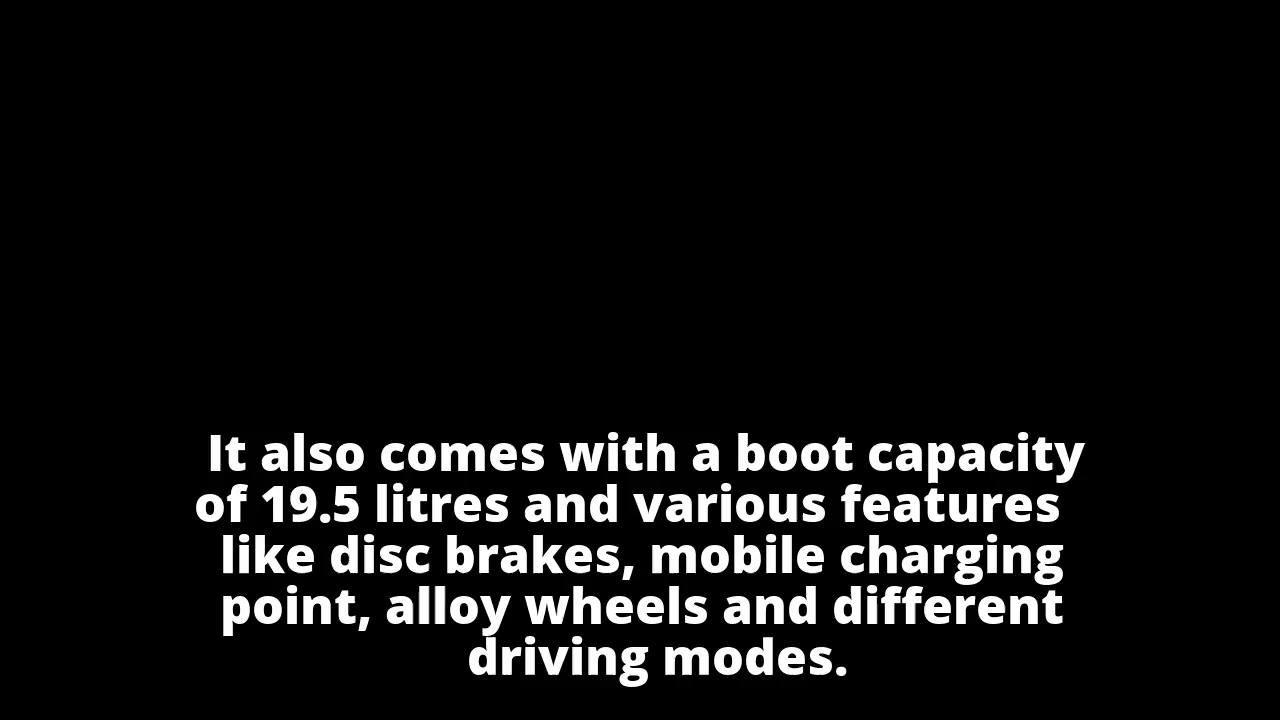 It also comes with a boot capacity
of 19.5 litres and various features
like disc brakes, mobile charging
point, alloy wheels and different
driving modes.